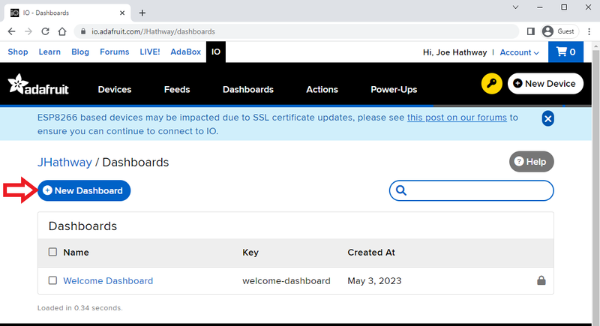 IO - Dashboards
io.adafruit.com/JHathway/dashboards
Guest
Shop Learn Blog Forums LIVE! AdaBox IO Hi, Joe Hathway | Account 0
adafruit Devices Feeds Dashboards Actions Power-Ups New Device
ESP8266 based devices may be impacted due to SSL certificate updates, please see this post on our forums to
ensure you can continue to connect to IO.
JHathway / Dashboards
Help
New Dashboard
Dashboards
Name Key Created At
Welcome Dashboard welcome-dashboard May 3, 2023
Loaded in 0.34 seconds.